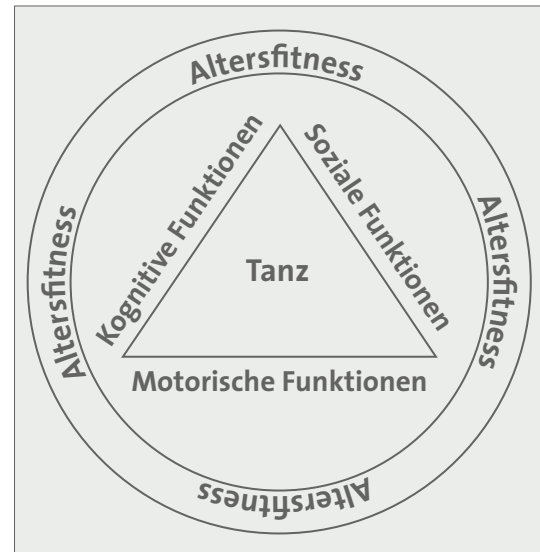 Altersfitness
Kognitive Funktionen
Soziale Funktionen
Altersfitness
Altersfitness
Tanz
Motorische Funktionen
Altersfitness